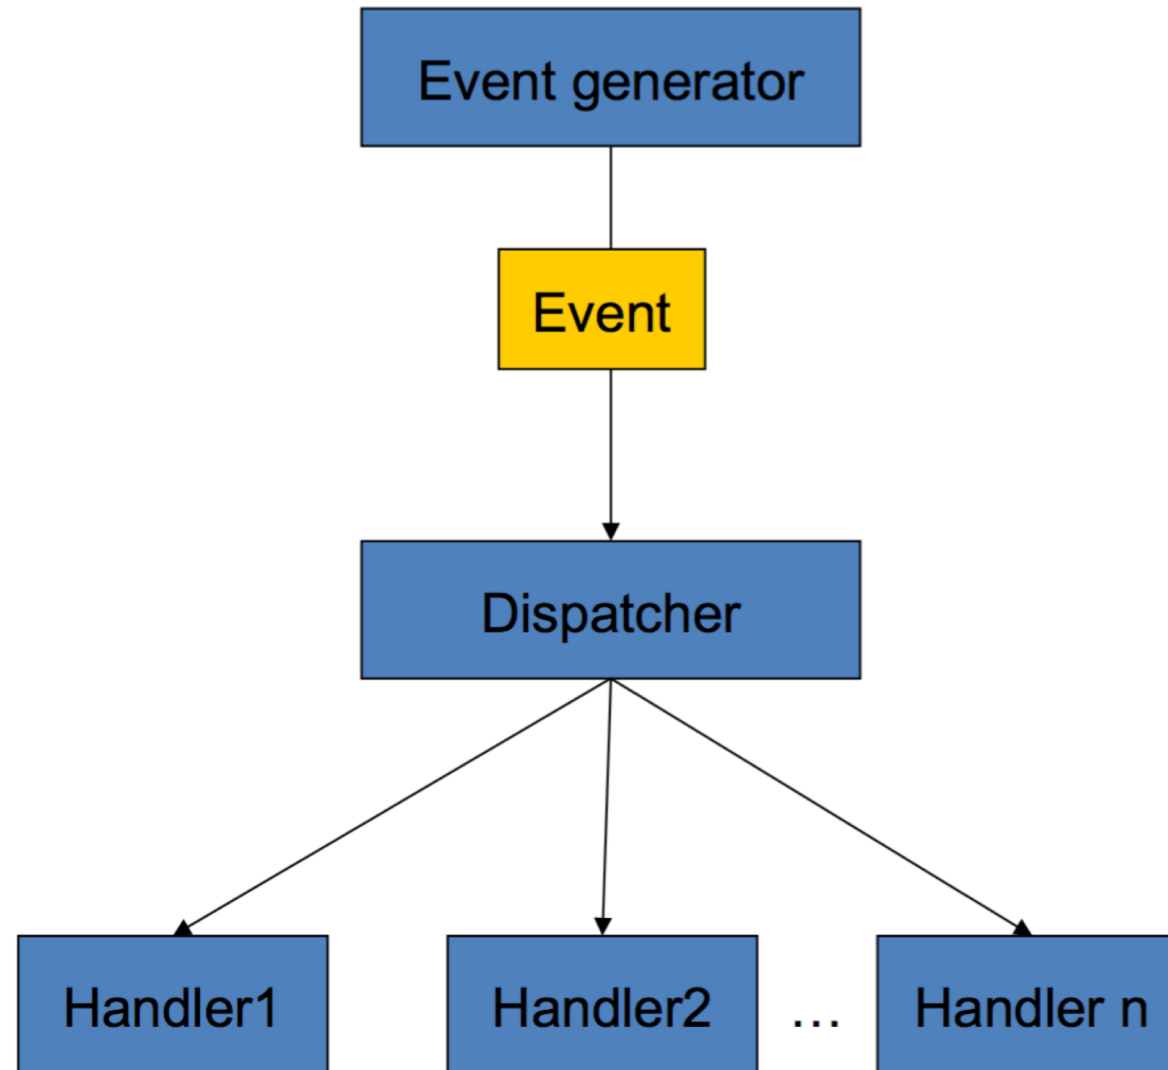 Event generator
Event
Dispatcher
Handler1
Handler2
...
Handler n